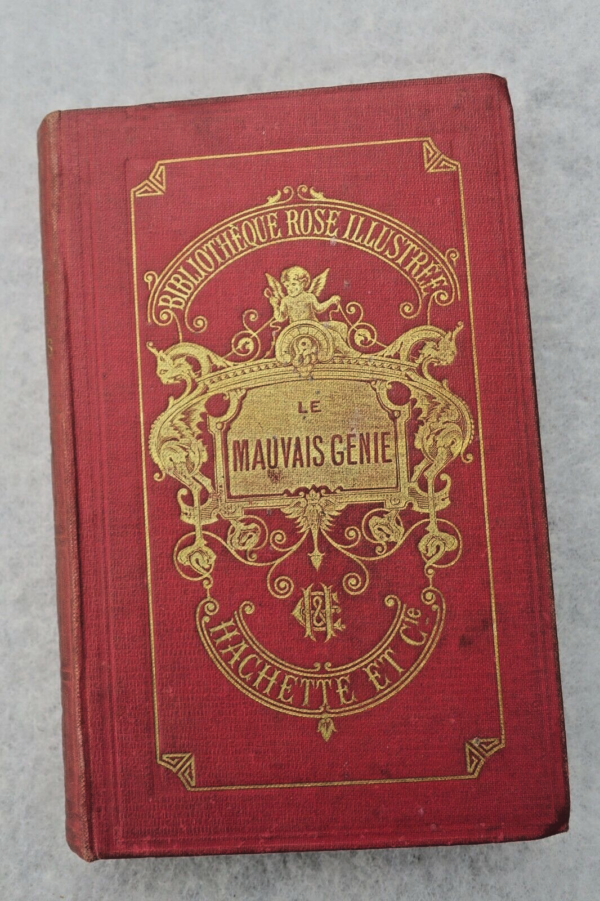 BIBLIOTHÈQUE ROSE ILLUSTRÉE
LE
MAUVAIS GÉNIE
HACHETTE ET Cie